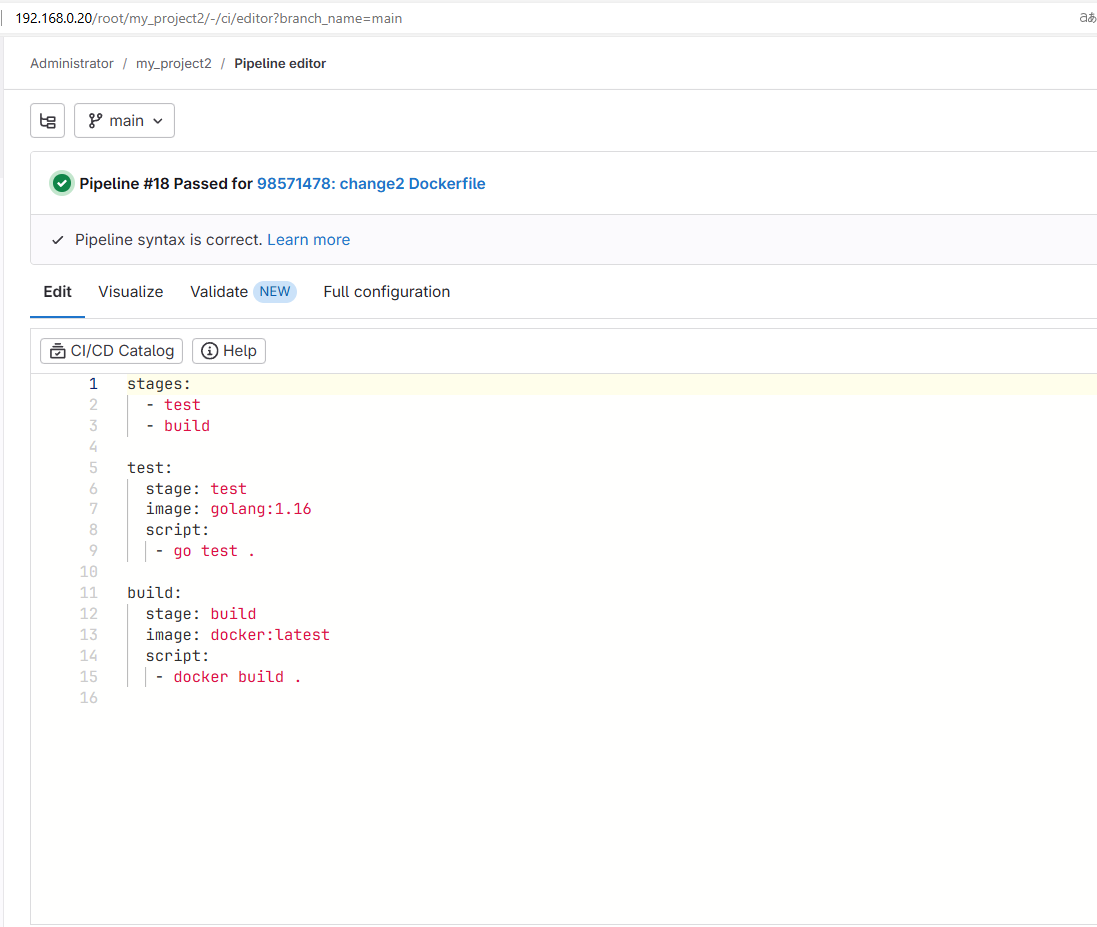 192.168.0.20/root/my_project2/-/ci/editor?branch_name=main aあ
Administrator / my_project2 / Pipeline editor
main
Pipeline #18 Passed for 98571478: change2 Dockerfile
Pipeline syntax is correct. Learn more
Edit Visualize Validate NEW Full configuration
CI/CD Catalog Help
1 stages:
2 - test
3 - build
4
5 test:
6 stage: test
7 image: golang:1.16
8 script:
9 - go test .
10
11 build:
12 stage: build
13 image: docker:latest
14 script:
15 - docker build .
16